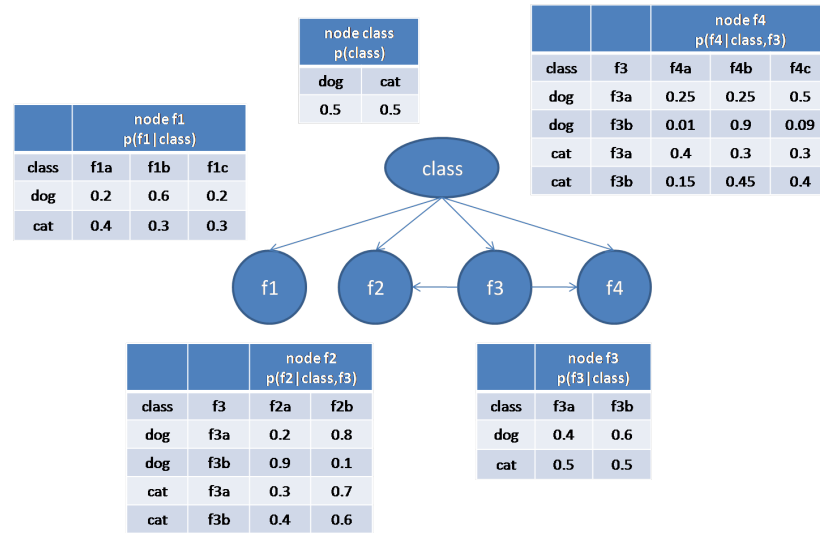 node class
p(class)
dog cat
0.5 0.5
node f4
p(f4|class,f3)
class f3 f4a f4b f4c
dog f3a 0.25 0.25 0.5
dog f3b 0.01 0.9 0.09
cat f3a 0.4 0.3 0.3
cat f3b 0.15 0.45 0.4
node f1
p(f1|class)
class f1a f1b f1c
dog 0.2 0.6 0.2
cat 0.4 0.3 0.3
class
f1 f2 f3 f4
node f2
p(f2|class,f3)
class f3 f2a f2b
dog f3a 0.2 0.8
dog f3b 0.9 0.1
cat f3a 0.3 0.7
cat f3b 0.4 0.6
node f3
p(f3|class)
class f3a f3b
dog 0.4 0.6
cat 0.5 0.5